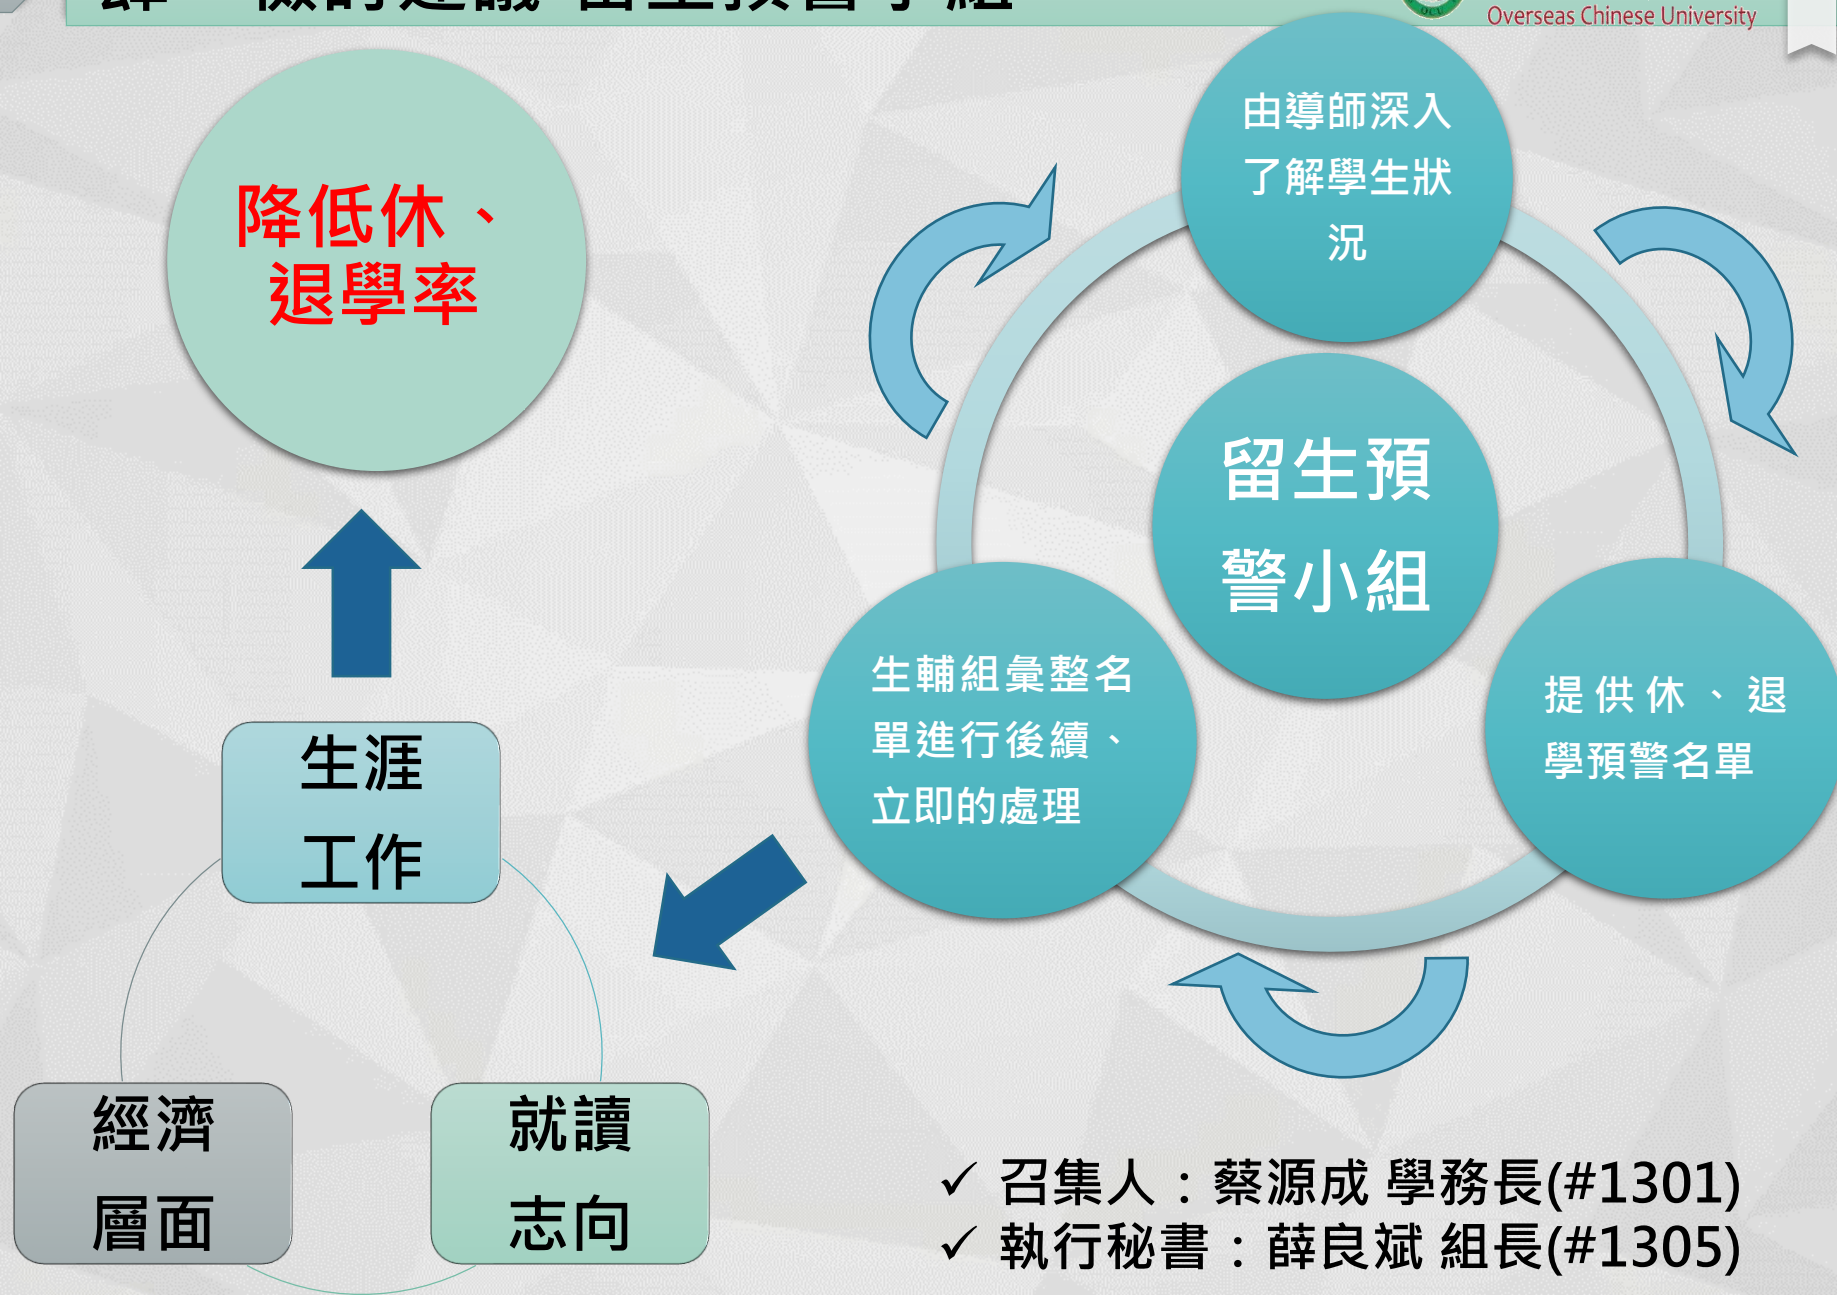 Overseas Chinese University
降低休、
退學率
由導師深入
了解學生狀
況
留生預
警小組
生輔組彙整名
單進行後續、
立即的處理
提供休、退
學預警名單
生涯
工作
經濟
層面
就讀
志向
✓ 召集人：蔡源成 學務長(#1301)
✓ 執行秘書：薛良斌 組長(#1305)